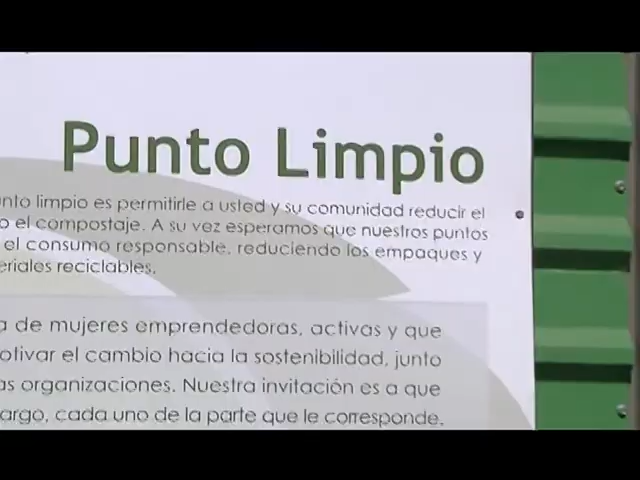 Punto Limpio
nto limpio es permitirle a usted y su comunidad reducir el
o el compostaje. A su vez esperamos que nuestros puntos
el consumo responsable, reduciendo los empaques y
eriales reciclables.
a de mujeres emprendedoras, activas y que
otivar el cambio hacia la sostenibilidad, junto
as organizaciones. Nuestra invitación es a que
argo, cada uno de la parte que le corresponde.